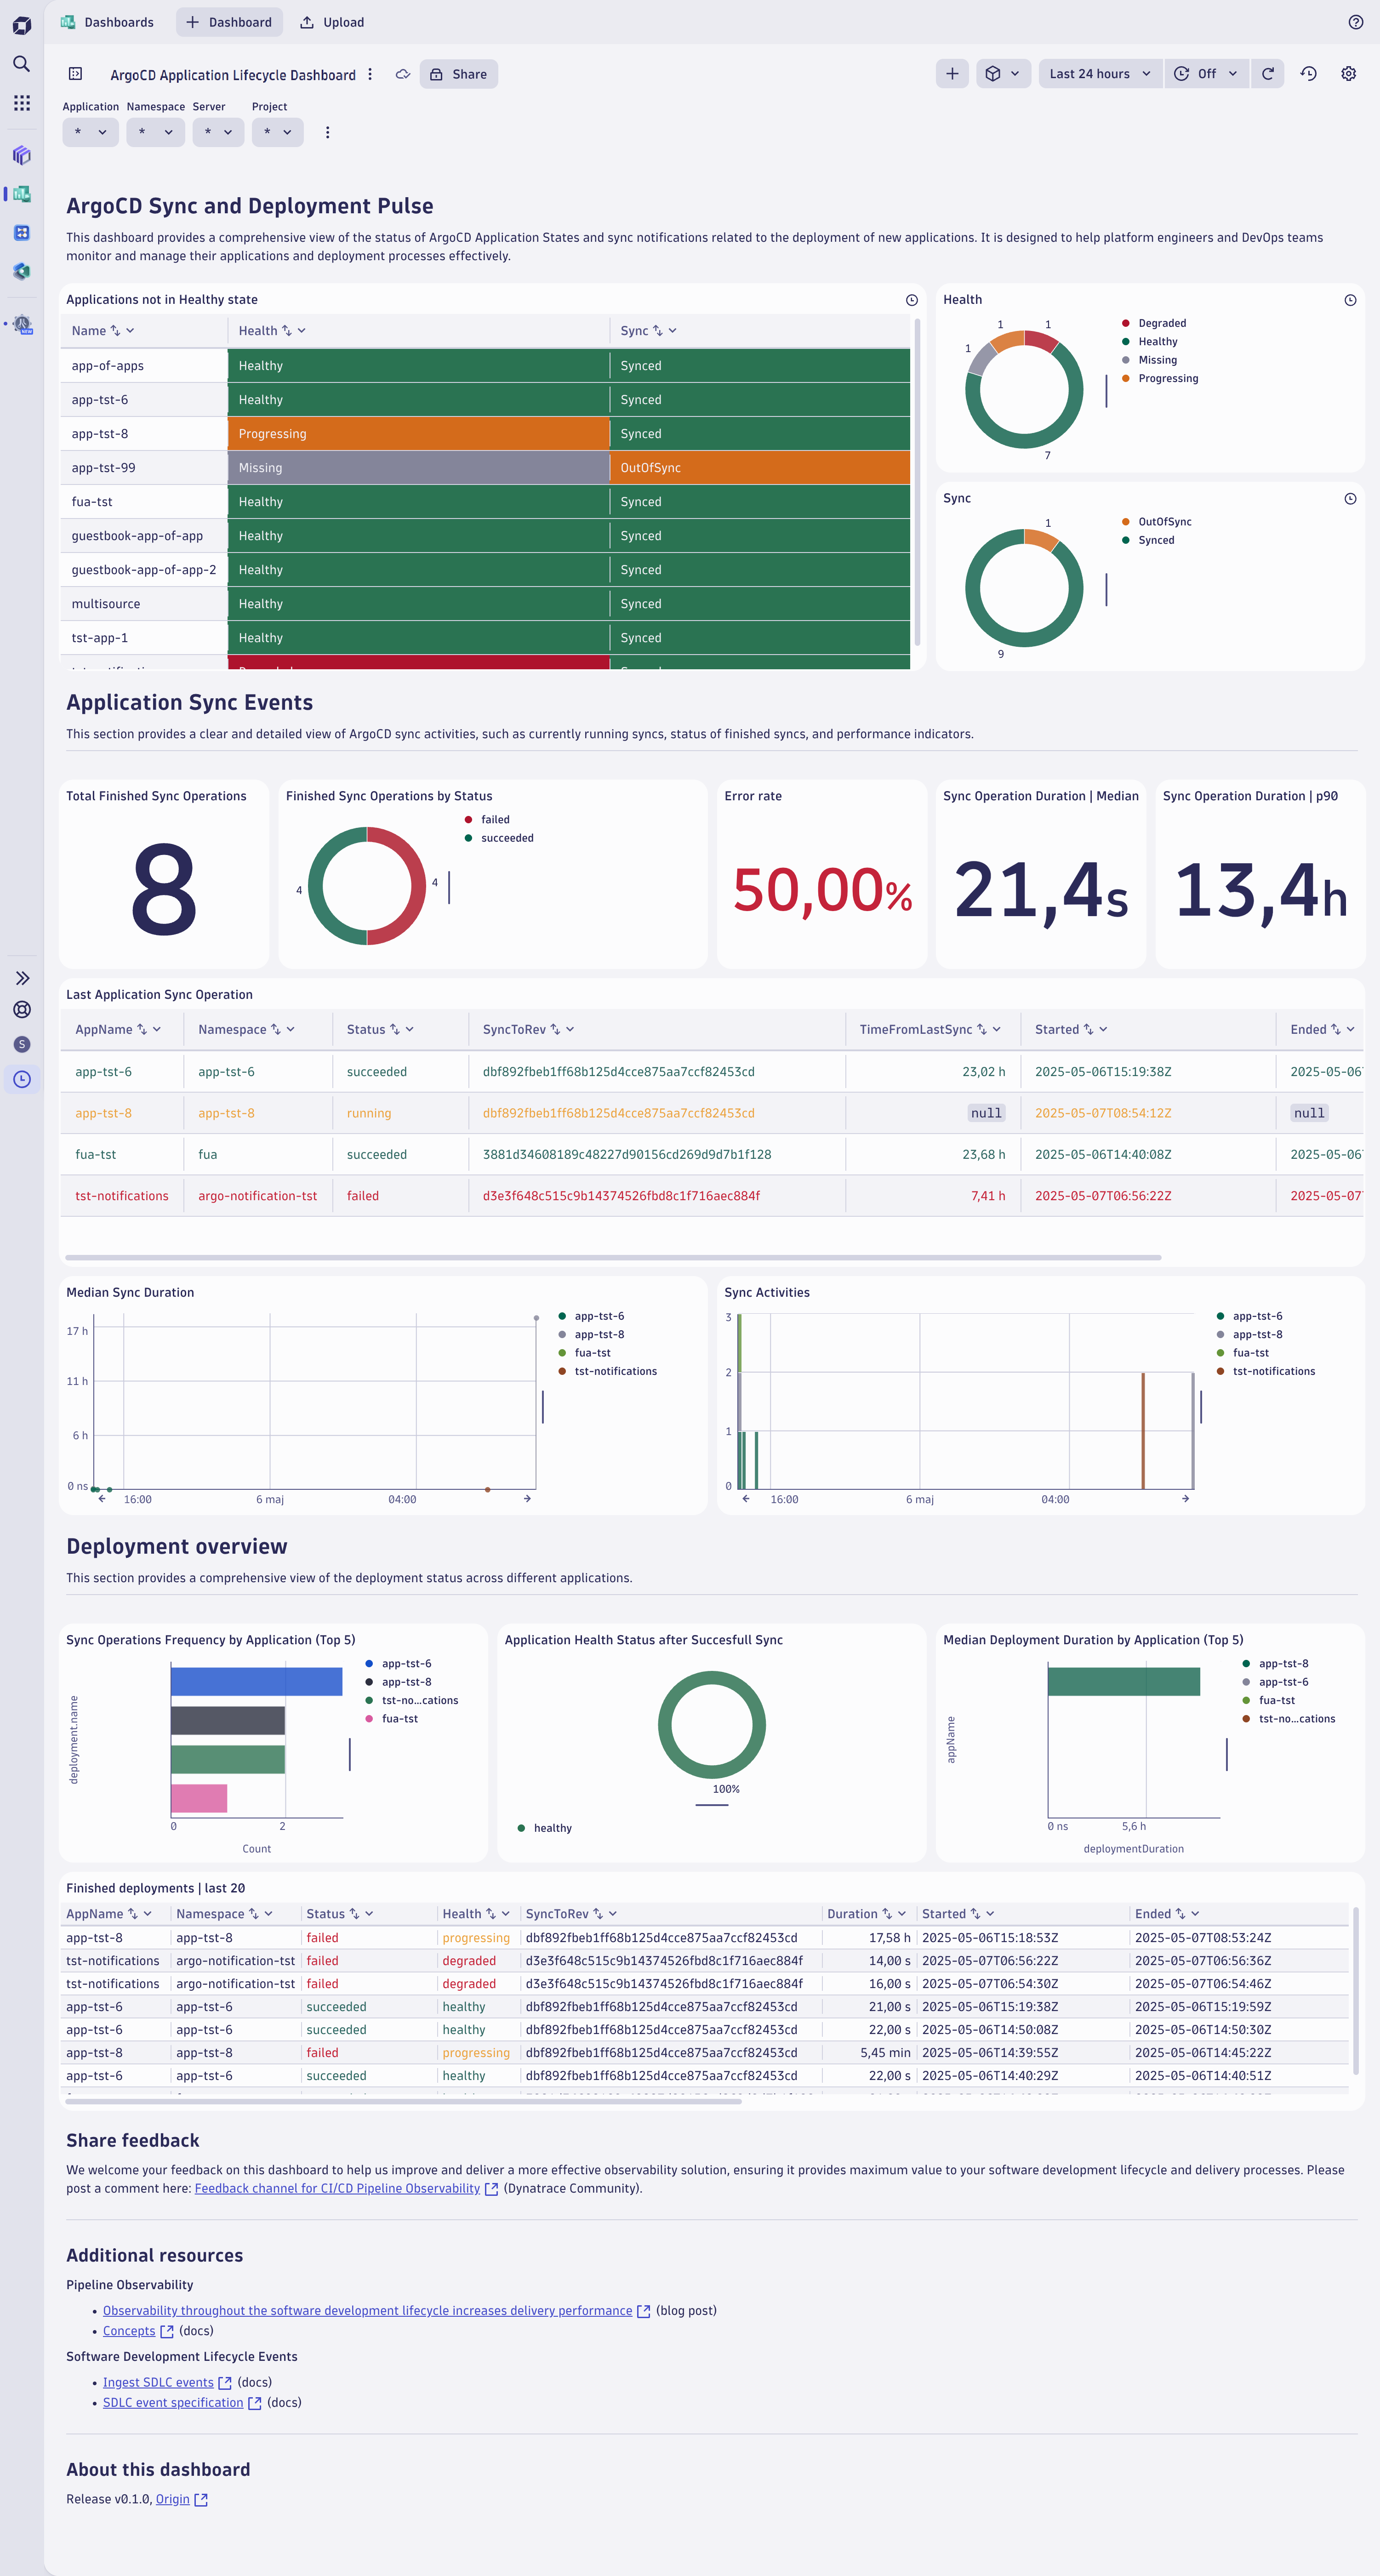 Dashboards
Dashboard
Upload
ArgoCD Application Lifecycle Dashboard
Share
Last 24 hours
Off
Application Namespace Server Project
* * * *
ArgoCD Sync and Deployment Pulse
This dashboard provides a comprehensive view of the status of ArgoCD Application States and sync notifications related to the deployment of new applications. It is designed to help platform engineers and DevOps teams
monitor and manage their applications and deployment processes effectively.
Applications not in Healthy state
Name Health Sync
app-of-apps Healthy Synced
app-tst-6 Healthy Synced
app-tst-8 Progressing Synced
app-tst-99 Missing OutOfSync
fua-tst Healthy Synced
guestbook-app-of-app Healthy Synced
guestbook-app-of-app-2 Healthy Synced
multisource Healthy Synced
tst-app-1 Healthy Synced
Health
1 1
1
7
Degraded
Healthy
Missing
Progressing
Sync
1
9
OutOfSync
Synced
Application Sync Events
This section provides a clear and detailed view of ArgoCD sync activities, such as currently running syncs, status of finished syncs, and performance indicators.
Total Finished Sync Operations
8
Finished Sync Operations by Status
4 4
failed
succeeded
Error rate
50,00%
Sync Operation Duration | Median
21,4s
Sync Operation Duration | p90
13,4h
Last Application Sync Operation
AppName Namespace Status SyncToRev TimeFromLastSync Started Ended
app-tst-6 app-tst-6 succeeded dbf892fbeb1ff68b125d4cce875aa7ccf82453cd 23,02 h 2025-05-06T15:19:38Z 2025-05-06
app-tst-8 app-tst-8 running dbf892fbeb1ff68b125d4cce875aa7ccf82453cd null 2025-05-07T08:54:12Z null
fua-tst fua succeeded 3881d34608189c48227d90156cd269d9d7b1f128 23,68 h 2025-05-06T14:40:08Z 2025-05-06
tst-notifications argo-notification-tst failed d3e3f648c515c9b14374526fbd8c1f716aec884f 7,41 h 2025-05-07T06:56:22Z 2025-05-07
Median Sync Duration
17 h
11 h
6 h
0 ns
16:00 6 maj 04:00
app-tst-6
app-tst-8
fua-tst
tst-notifications
Sync Activities
3
2
1
0
16:00 6 maj 04:00
app-tst-6
app-tst-8
fua-tst
tst-notifications
Deployment overview
This section provides a comprehensive view of the deployment status across different applications.
Sync Operations Frequency by Application (Top 5)
deployment.name
0 2
Count
app-tst-6
app-tst-8
tst-no...cations
fua-tst
Application Health Status after Succesfull Sync
100%
healthy
Median Deployment Duration by Application (Top 5)
appName
0 ns 5,6 h
deploymentDuration
app-tst-8
app-tst-6
fua-tst
tst-no...cations
Finished deployments | last 20
AppName Namespace Status Health SyncToRev Duration Started Ended
app-tst-8 app-tst-8 failed progressing dbf892fbeb1ff68b125d4cce875aa7ccf82453cd 17,58 h 2025-05-06T15:18:53Z 2025-05-07T08:53:24Z
tst-notifications argo-notification-tst failed degraded d3e3f648c515c9b14374526fbd8c1f716aec884f 14,00 s 2025-05-07T06:56:22Z 2025-05-07T06:56:36Z
tst-notifications argo-notification-tst failed degraded d3e3f648c515c9b14374526fbd8c1f716aec884f 16,00 s 2025-05-07T06:54:30Z 2025-05-07T06:54:46Z
app-tst-6 app-tst-6 succeeded healthy dbf892fbeb1ff68b125d4cce875aa7ccf82453cd 21,00 s 2025-05-06T15:19:38Z 2025-05-06T15:19:59Z
app-tst-6 app-tst-6 succeeded healthy dbf892fbeb1ff68b125d4cce875aa7ccf82453cd 22,00 s 2025-05-06T14:50:08Z 2025-05-06T14:50:30Z
app-tst-8 app-tst-8 failed progressing dbf892fbeb1ff68b125d4cce875aa7ccf82453cd 5,45 min 2025-05-06T14:39:55Z 2025-05-06T14:45:22Z
app-tst-6 app-tst-6 succeeded healthy dbf892fbeb1ff68b125d4cce875aa7ccf82453cd 22,00 s 2025-05-06T14:40:29Z 2025-05-06T14:40:51Z
Share feedback
We welcome your feedback on this dashboard to help us improve and deliver a more effective observability solution, ensuring it provides maximum value to your software development lifecycle and delivery processes. Please
post a comment here: Feedback channel for CI/CD Pipeline Observability (Dynatrace Community).
Additional resources
Pipeline Observability
• Observability throughout the software development lifecycle increases delivery performance (blog post)
• Concepts (docs)
Software Development Lifecycle Events
• Ingest SDLC events (docs)
• SDLC event specification (docs)
About this dashboard
Release v0.1.0, Origin
S
NEW